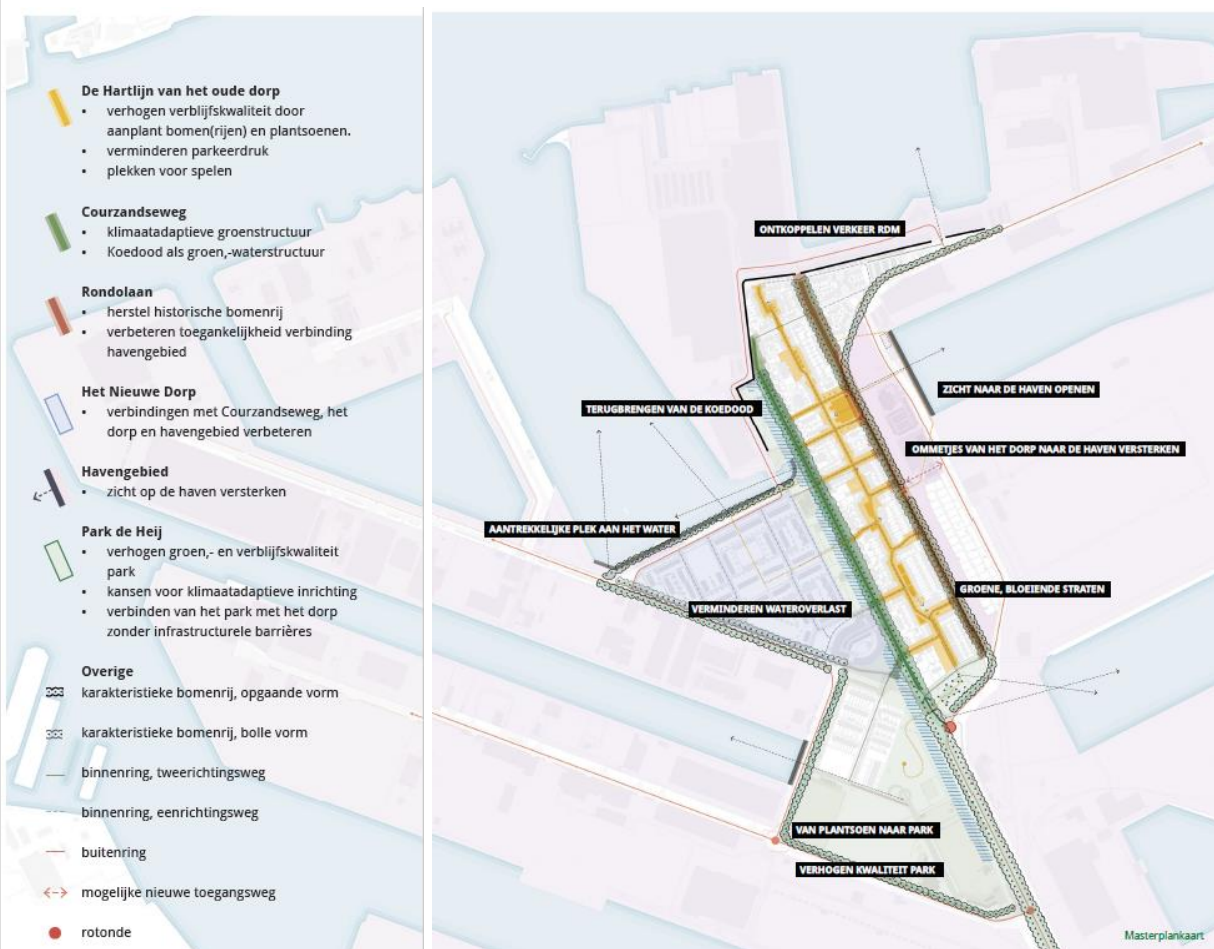 De Hartlijn van het oude dorp
• verhogen verblijfskwaliteit door
aanplant bomen(rijen) en plantsoenen.
• verminderen parkeerdruk
• plekken voor spelen
Courzandseweg
• klimaatadaptieve groenstructuur
• Koedood als groen,-waterstructuur
Rondolaan
• herstel historische bomenrij
• verbeteren toegankelijkheid verbinding
havengebied
Het Nieuwe Dorp
• verbindingen met Courzandseweg, het
dorp en havengebied verbeteren
Havengebied
• zicht op de haven versterken
Park de Heij
• verhogen groen,- en verblijfskwaliteit
park
• kansen voor klimaatadaptieve inrichting
• verbinden van het park met het dorp
zonder infrastructurele barrières
Overige
karakteristieke bomenrij, opgaande vorm
karakteristieke bomenrij, bolle vorm
binnenring, tweerichtingsweg
binnenring, eenrichtingsweg
buitenring
mogelijke nieuwe toegangsweg
rotonde
ONTKOPPELEN VERKEER RDM
ZICHT NAAR DE HAVEN OPENEN
TERUGBRENGEN VAN DE KOEDOOD
OMMETJES VAN HET DORP NAAR DE HAVEN VERSTERKEN
AANTREKKELIJKE PLEK AAN HET WATER
GROENE, BLOEIENDE STRATEN
VERMINDEREN WATEROVERLAST
VAN PLANTSOEN NAAR PARK
VERHOGEN KWALITEIT PARK
Masterplankaart